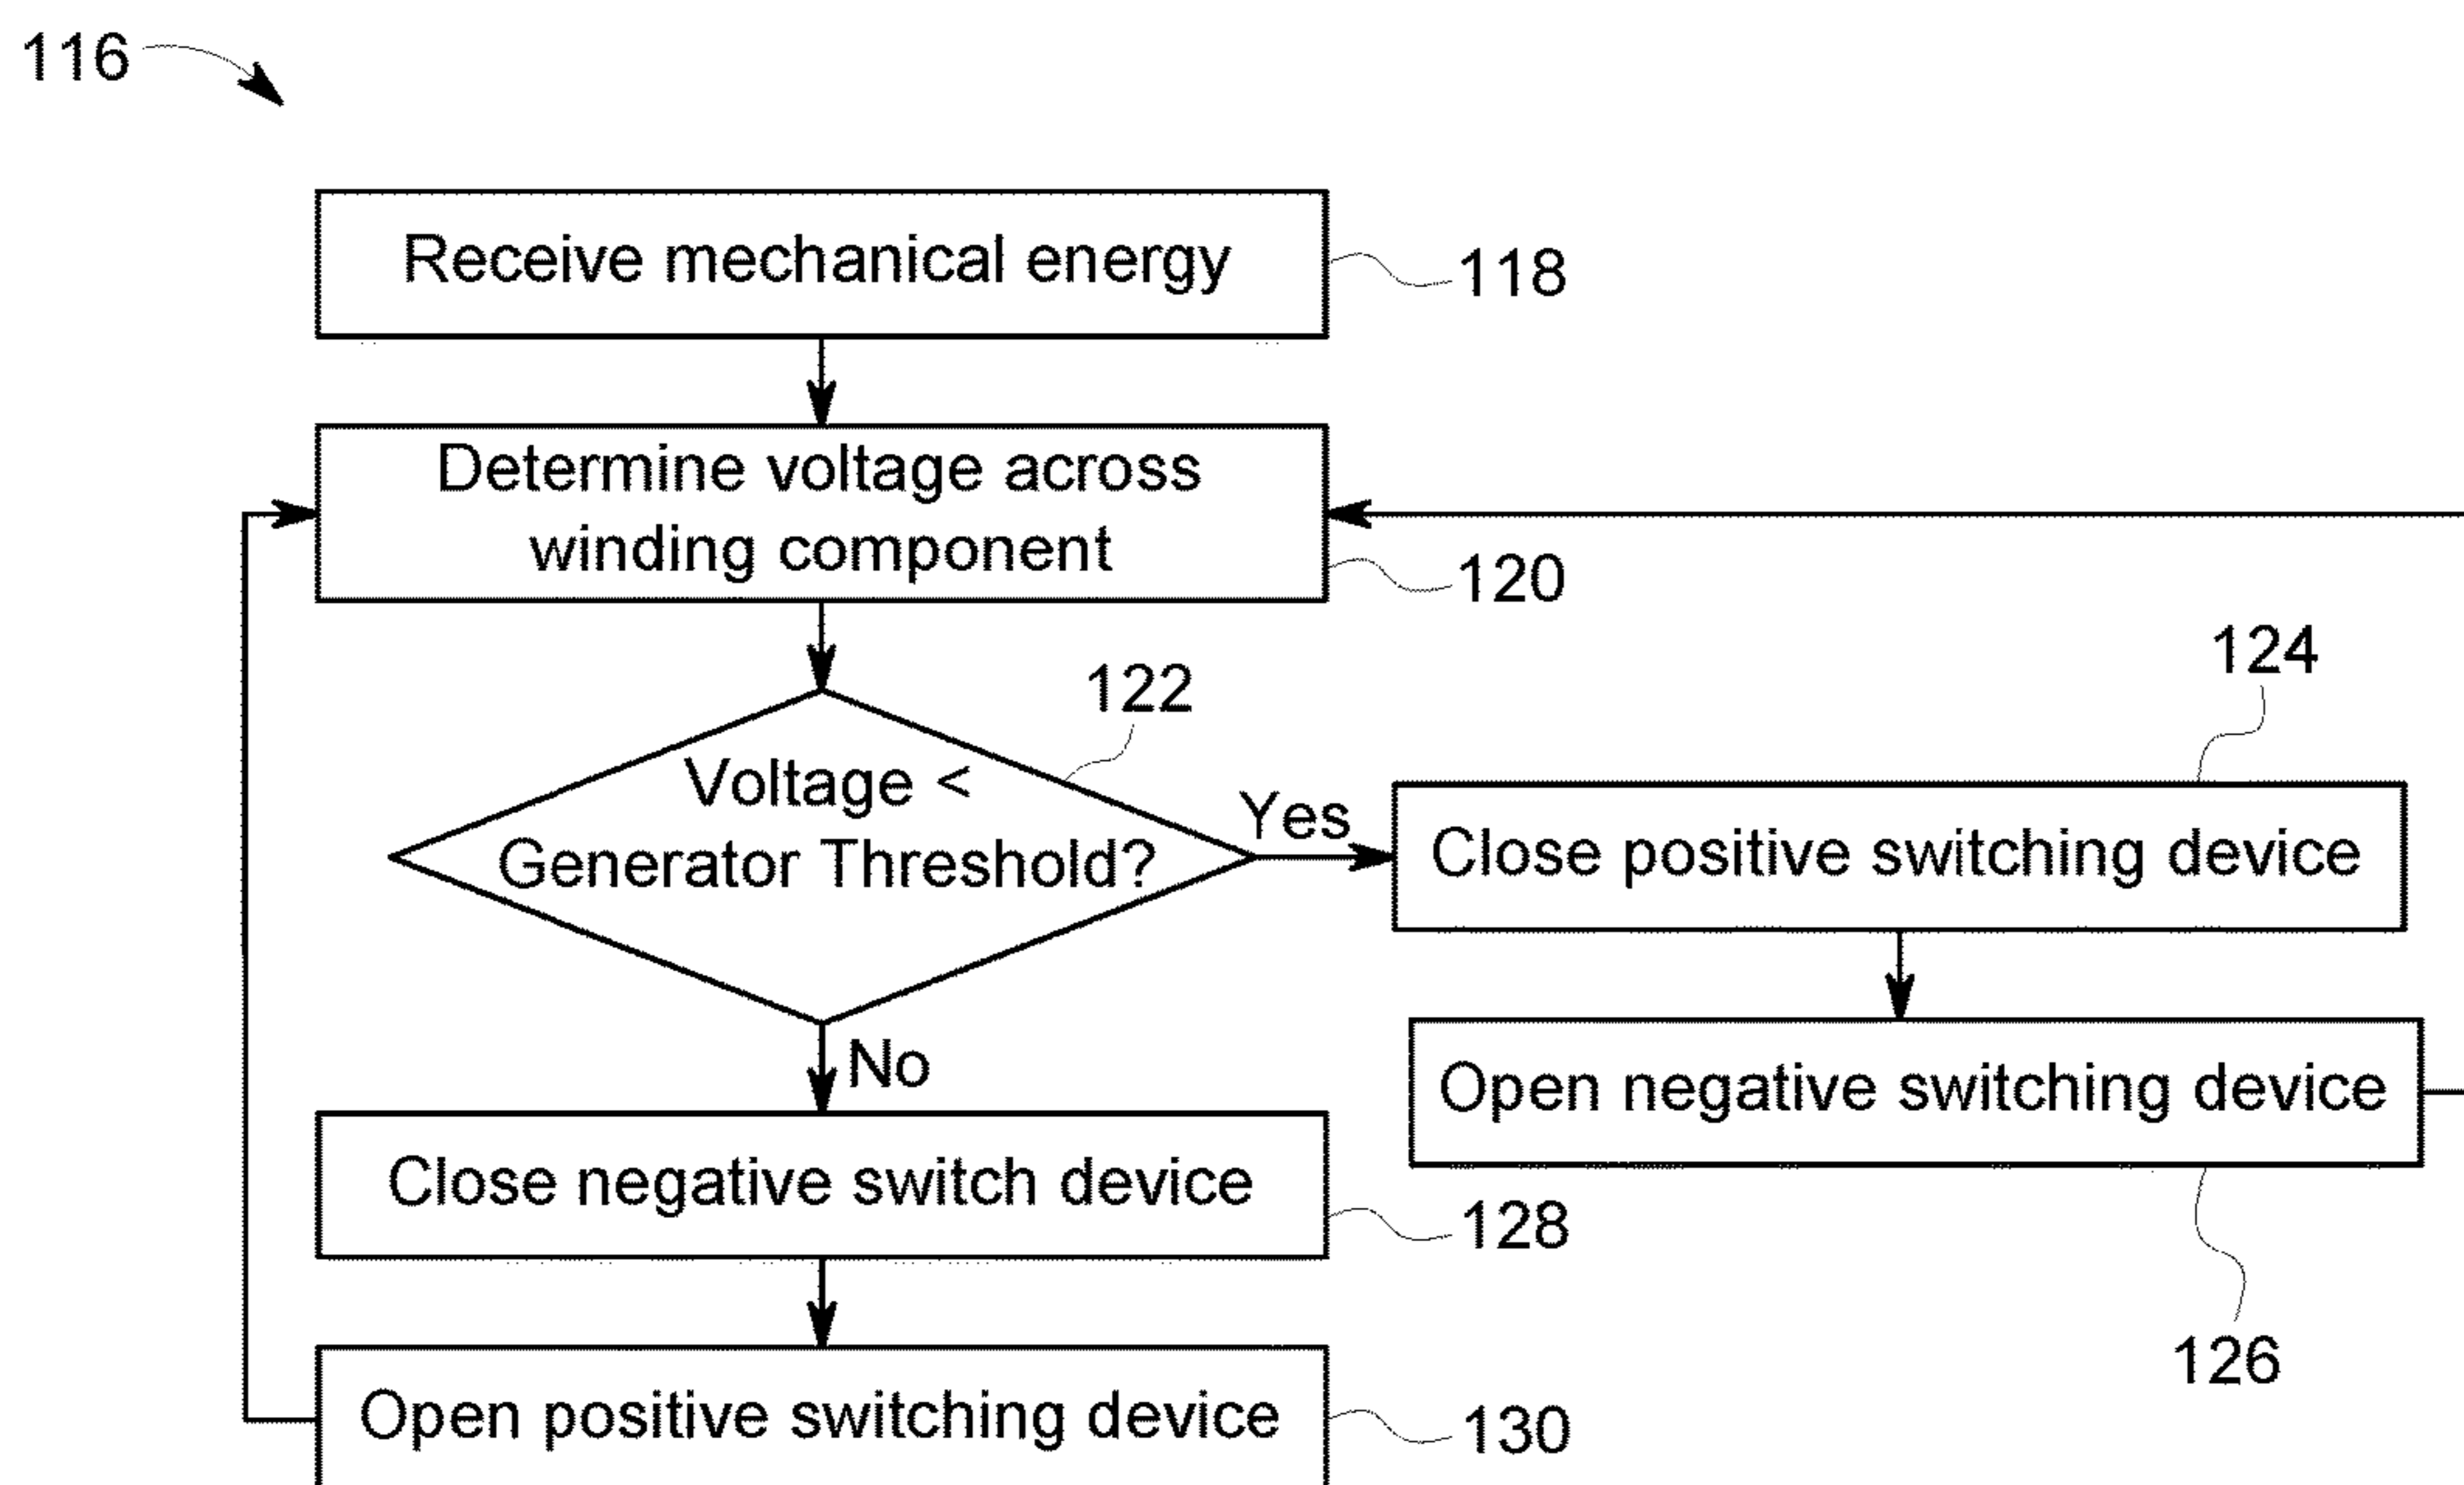 116
Receive mechanical energy
118
Determine voltage across
winding component
120
122
Voltage <
Generator Threshold?
Yes
124
Close positive switching device
Open negative switching device
126
No
Close negative switch device
128
Open positive switching device
130